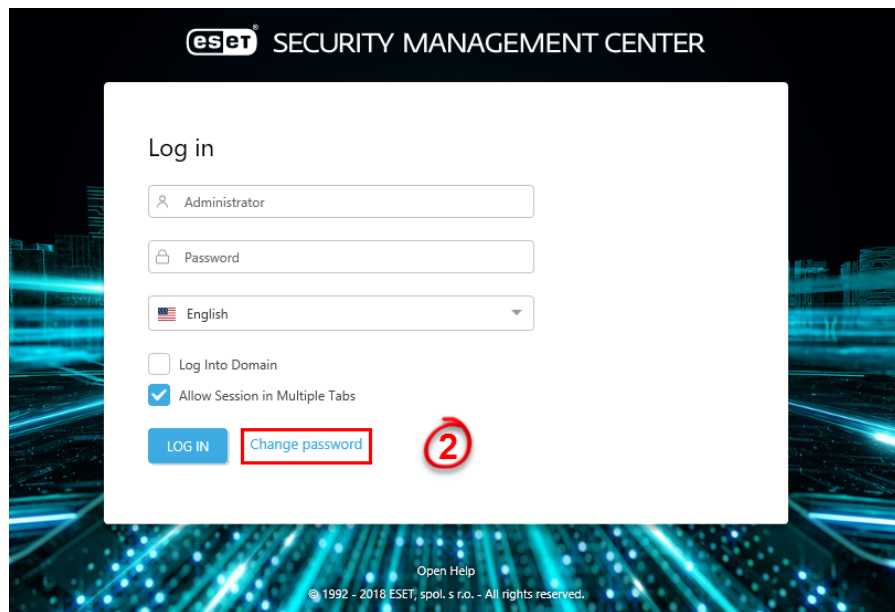 eset® SECURITY MANAGEMENT CENTER
Log in
Administrator
Password
English
Log Into Domain
Allow Session in Multiple Tabs
LOG IN Change password 2
Open Help
© 1992 - 2018 ESET, spol. s r.o. - All rights reserved.